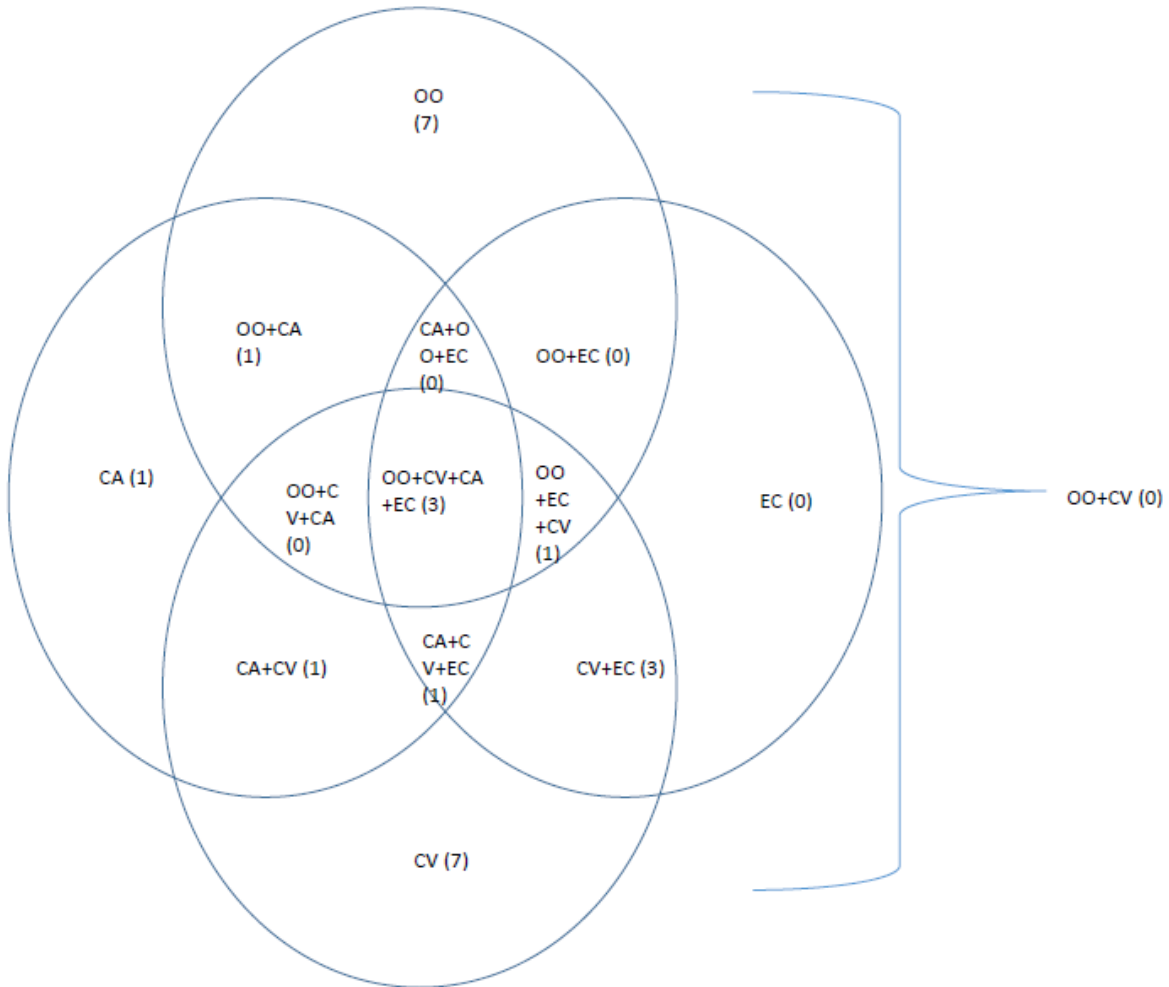 OO
(7)
OO+CA
(1)
CA+O
O+EC
(0)
OO+EC (0)
CA (1)
OO+C
V+CA
(0)
OO+CV+CA
+EC (3)
OO
+EC
+CV
(1)
EC (0)
OO+CV (0)
CA+CV (1)
CA+C
V+EC
(1)
CV+EC (3)
CV (7)